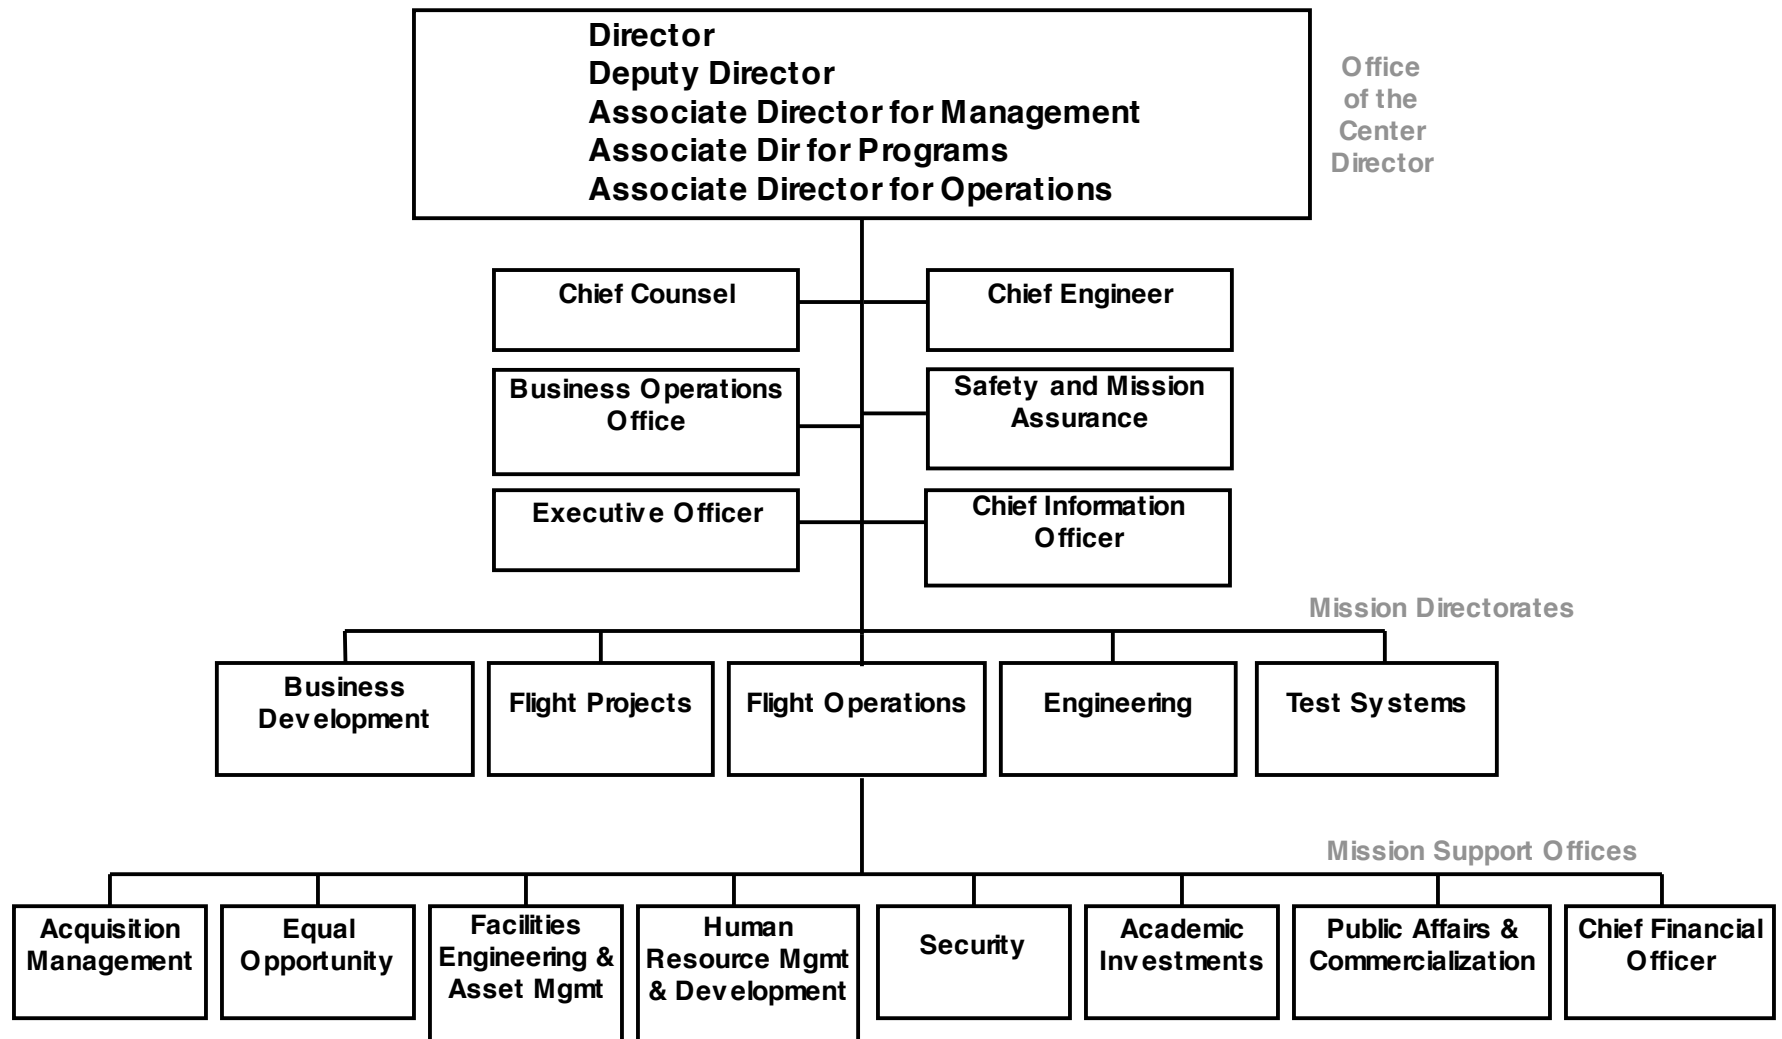 Director
Deputy Director
Associate Director for Management
Associate Dir for Programs
Associate Director for Operations
Office
of the
Center
Director
Chief Counsel
Chief Engineer
Business Operations
Office
Safety and Mission
Assurance
Executive Officer
Chief Information
Officer
Mission Directorates
Business
Development
Flight Projects
Flight Operations
Engineering
Test Systems
Mission Support Offices
Acquisition
Management
Equal
Opportunity
Facilities
Engineering &
Asset Mgmt
Human
Resource Mgmt
& Development
Security
Academic
Investments
Public Affairs &
Commercialization
Chief Financial
Officer